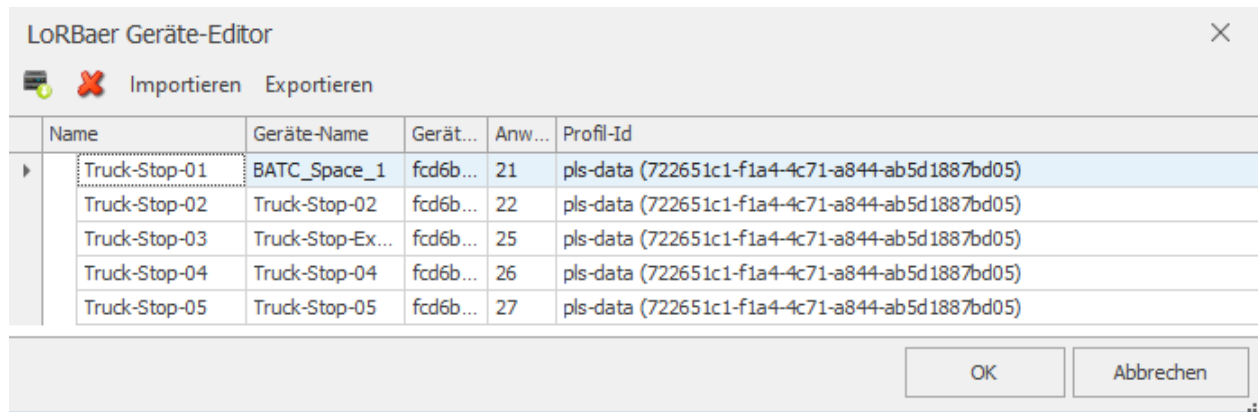 LoRBaer Geräte-Editor
Importieren Exportieren
Name Geräte-Name Gerät... Anw... Profil-Id
Truck-Stop-01 BATC_Space_1 fcd6b... 21 pls-data (722651c1-f1a4-4c71-a844-ab5d1887bd05)
Truck-Stop-02 Truck-Stop-02 fcd6b... 22 pls-data (722651c1-f1a4-4c71-a844-ab5d1887bd05)
Truck-Stop-03 Truck-Stop-Ex... fcd6b... 25 pls-data (722651c1-f1a4-4c71-a844-ab5d1887bd05)
Truck-Stop-04 Truck-Stop-04 fcd6b... 26 pls-data (722651c1-f1a4-4c71-a844-ab5d1887bd05)
Truck-Stop-05 Truck-Stop-05 fcd6b... 27 pls-data (722651c1-f1a4-4c71-a844-ab5d1887bd05)
OK Abbrechen